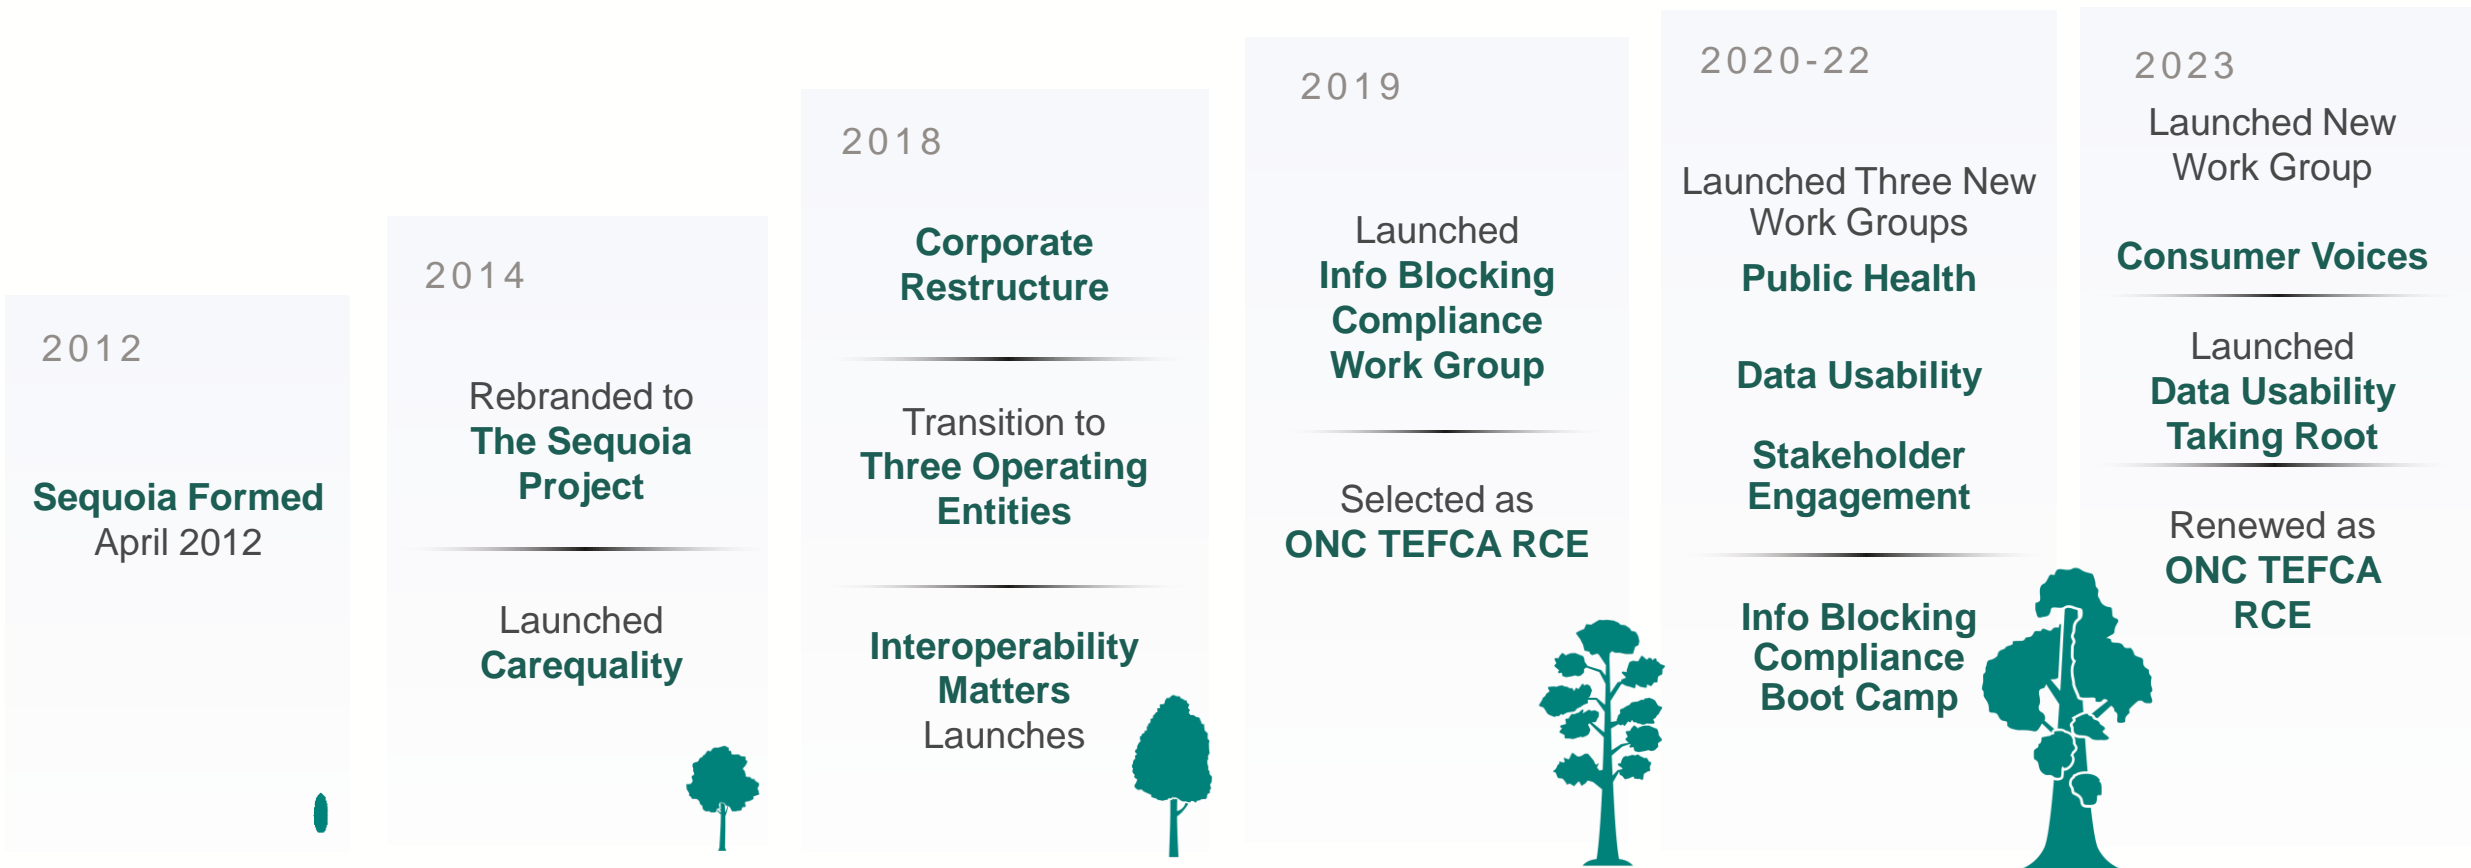 2012
Sequoia Formed
April 2012
2014
Rebranded to
The Sequoia
Project
Launched
Carequality
2018
Corporate
Restructure
Transition to
Three Operating
Entities
Interoperability
Matters
Launches
2019
Launched
Info Blocking
Compliance
Work Group
Selected as
ONC TEFCA RCE
2020-22
Launched Three New
Work Groups
Public Health
Data Usability
Stakeholder
Engagement
Info Blocking
Compliance
Boot Camp
2023
Launched New
Work Group
Consumer Voices
Launched
Data Usability
Taking Root
Renewed as
ONC TEFCA
RCE